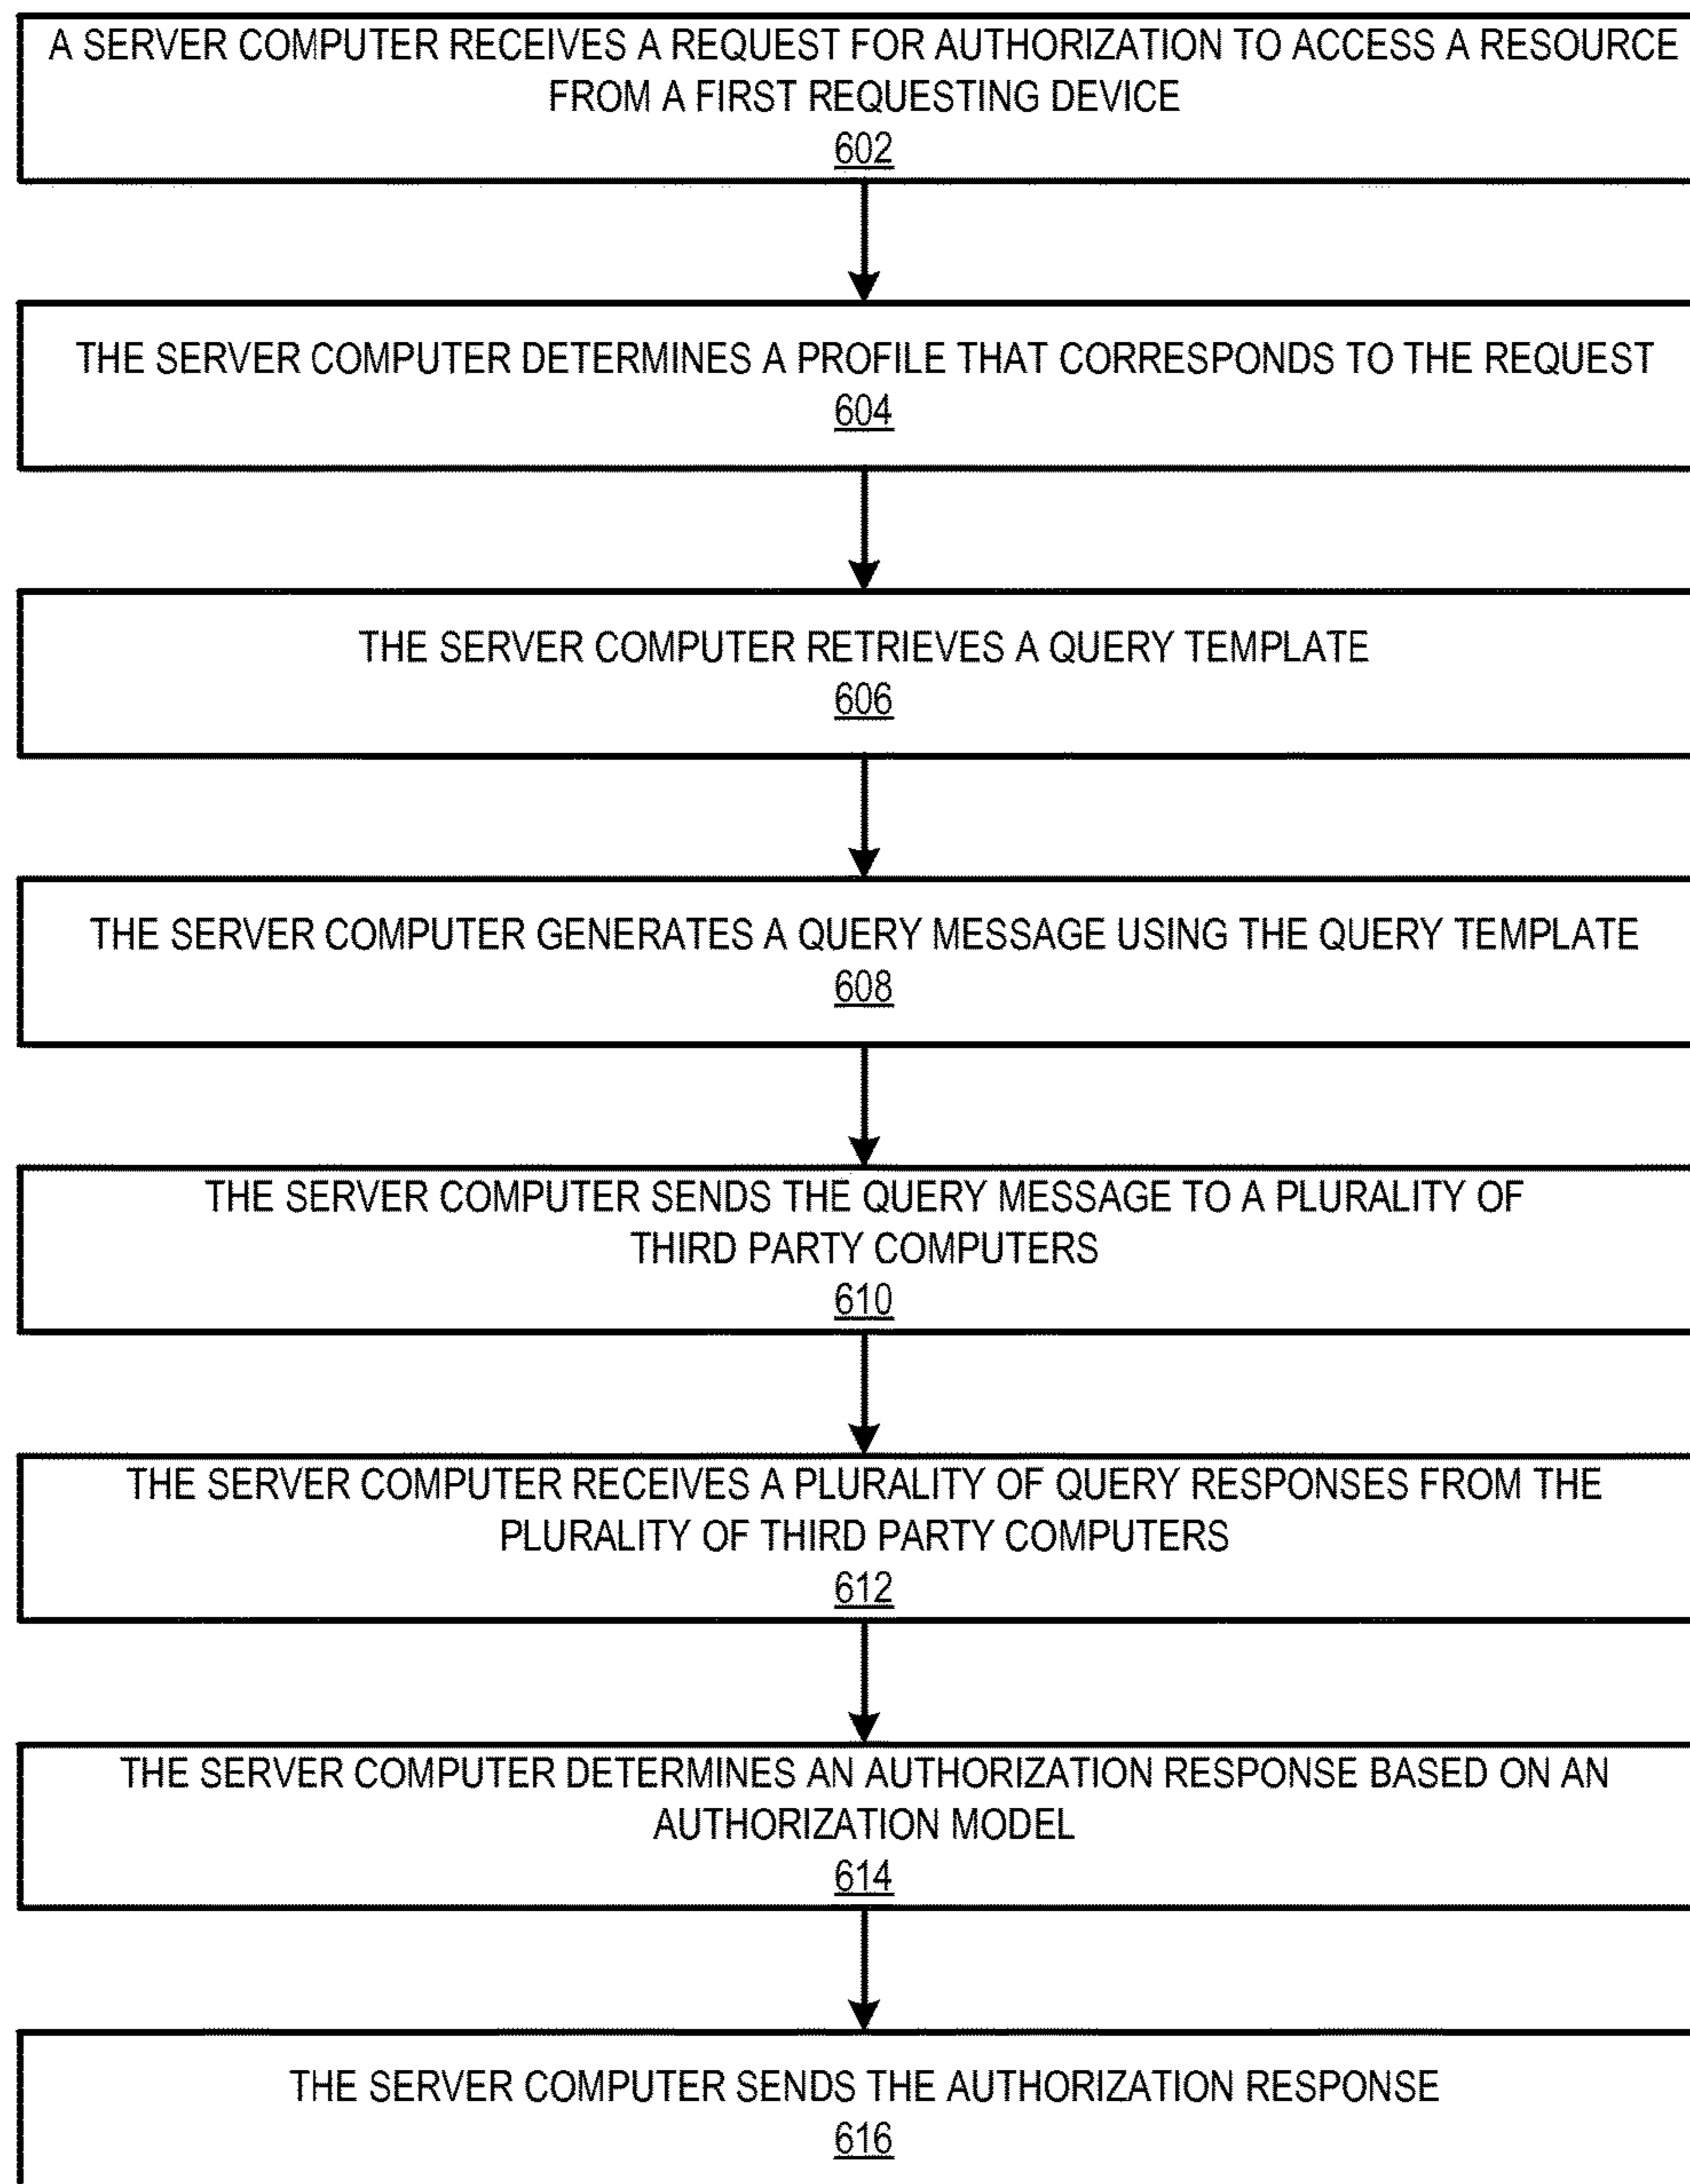 A SERVER COMPUTER RECEIVES A REQUEST FOR AUTHORIZATION TO ACCESS A RESOURCE
FROM A FIRST REQUESTING DEVICE
602
THE SERVER COMPUTER DETERMINES A PROFILE THAT CORRESPONDS TO THE REQUEST
604
THE SERVER COMPUTER RETRIEVES A QUERY TEMPLATE
606
THE SERVER COMPUTER GENERATES A QUERY MESSAGE USING THE QUERY TEMPLATE
608
THE SERVER COMPUTER SENDS THE QUERY MESSAGE TO A PLURALITY OF
THIRD PARTY COMPUTERS
610
THE SERVER COMPUTER RECEIVES A PLURALITY OF QUERY RESPONSES FROM THE
PLURALITY OF THIRD PARTY COMPUTERS
612
THE SERVER COMPUTER DETERMINES AN AUTHORIZATION RESPONSE BASED ON AN
AUTHORIZATION MODEL
614
THE SERVER COMPUTER SENDS THE AUTHORIZATION RESPONSE
616